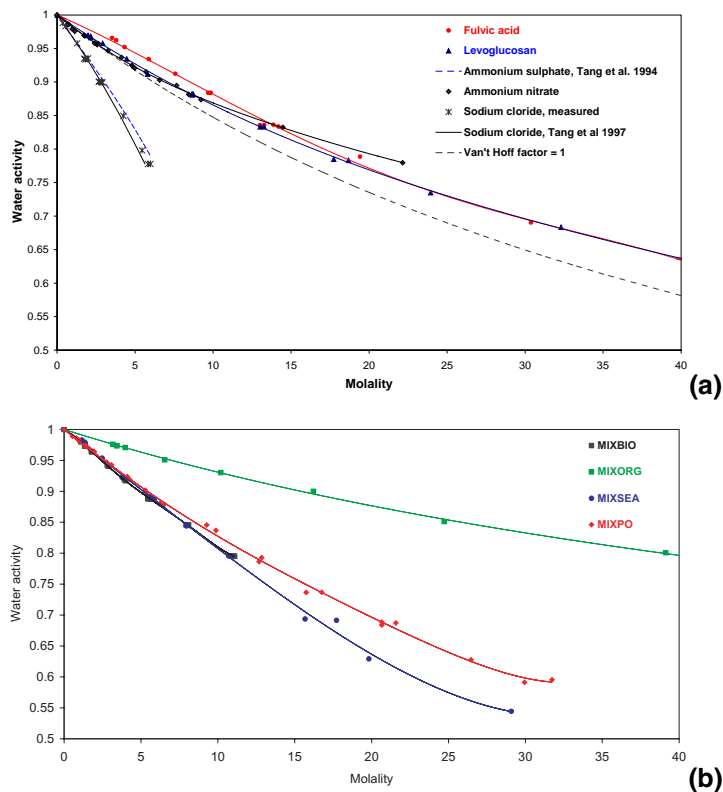 1
0.95
0.9
0.85
0.8
0.75
0.7
0.65
0.6
0.55
0.5
Water activity
0 5 10 15 20 25 30 35 40
Molality
Fulvic acid
Levoglucosan
Ammonium sulphate, Tang et al. 1994
Ammonium nitrate
Sodium cloride, measured
Sodium cloride, Tang et al 1997
Van't Hoff factor = 1
(a)
1
0.95
0.9
0.85
0.8
0.75
0.7
0.65
0.6
0.55
0.5
Water activity
0 5 10 15 20 25 30 35 40
Molality
MIXBIO
MIXORG
MIXSEA
MIXPO
(b)